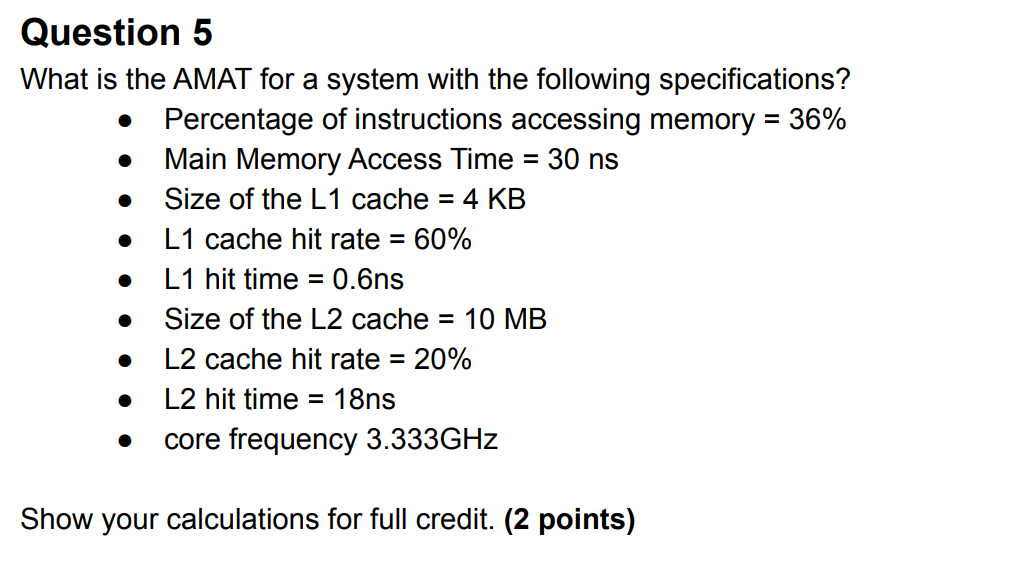 Question 5
What is the AMAT for a system with the following specifications?
● Percentage of instructions accessing memory = 36%
● Main Memory Access Time = 30 ns
● Size of the L1 cache = 4 KB
● L1 cache hit rate = 60%
● L1 hit time = 0.6ns
● Size of the L2 cache = 10 MB
● L2 cache hit rate = 20%
● L2 hit time = 18ns
● core frequency 3.333GHz
Show your calculations for full credit. (2 points)